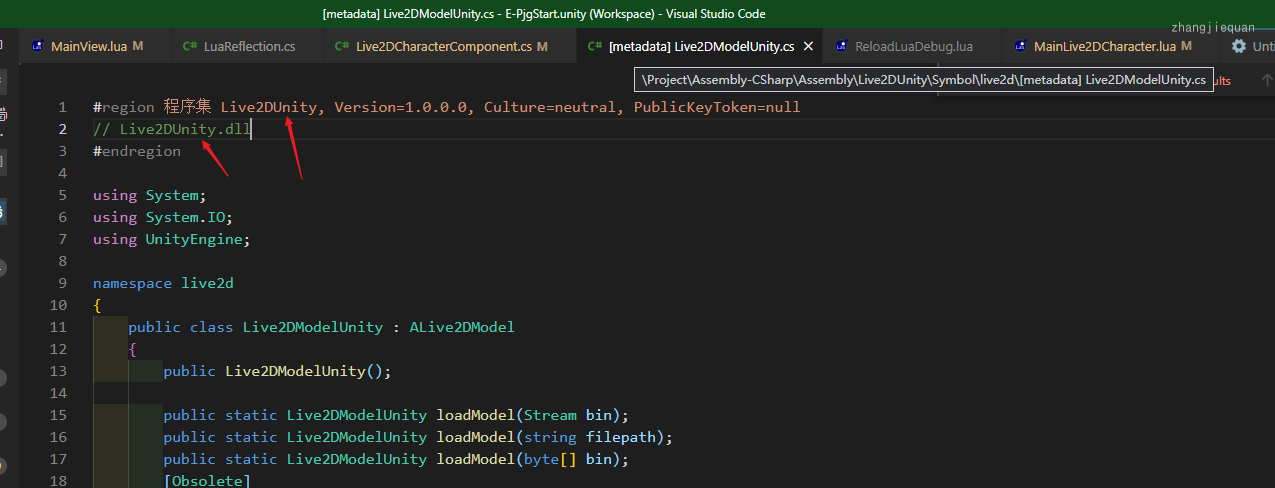 [metadata] Live2DModelUnity.cs - E-PjgStart.unity (Workspace) - Visual Studio Code
zhangjiequan
MainView.lua M
LuaReflection.cs
C# Live2DCharacterComponent.cs M
C# [metadata] Live2DModelUnity.cs
ReloadLuaDebug.lua
MainLive2DCharacter.lua M
Unti
\Project\Assembly-CSharp\Assembly\Live2DUnity\Symbol\live2d\[metadata] Live2DModelUnity.cs
ults
1 #region 程序集 Live2DUnity, Version=1.0.0.0, Culture=neutral, PublicKeyToken=null
2 // Live2DUnity.dll
3 #endregion
4
5 using System;
6 using System.IO;
7 using UnityEngine;
8
9 namespace live2d
10 {
11 public class Live2DModelUnity : ALive2DModel
12 {
13 public Live2DModelUnity();
14
15 public static Live2DModelUnity loadModel(Stream bin);
16 public static Live2DModelUnity loadModel(string filepath);
17 public static Live2DModelUnity loadModel(byte[] bin);
18 [Obsolete]